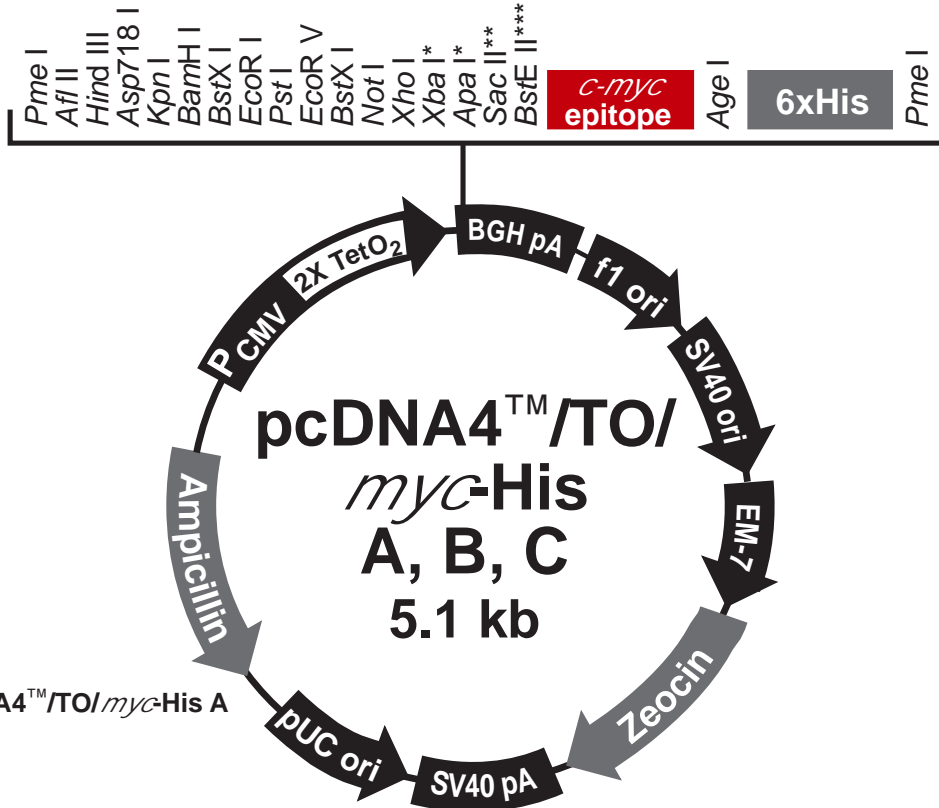 Pme I
Afl II
Hind III
Asp718 I
Kpn I
BamH I
BstX I
EcoR I
Pst I
EcoR V
BstX I
Not I
Xho I
Xba I*
Apa I*
Sac II**
BstE II***
c-myc
epitope
Age I
6xHis
Pme I
BGH pA
f1 ori
SV40 ori
EM-7
Zeocin
SV40 pA
pUC ori
Ampicillin
P CMV
2X TetO2
pcDNA4™/TO/
myc-His
A, B, C
5.1 kb
A4™/TO/myc-His A